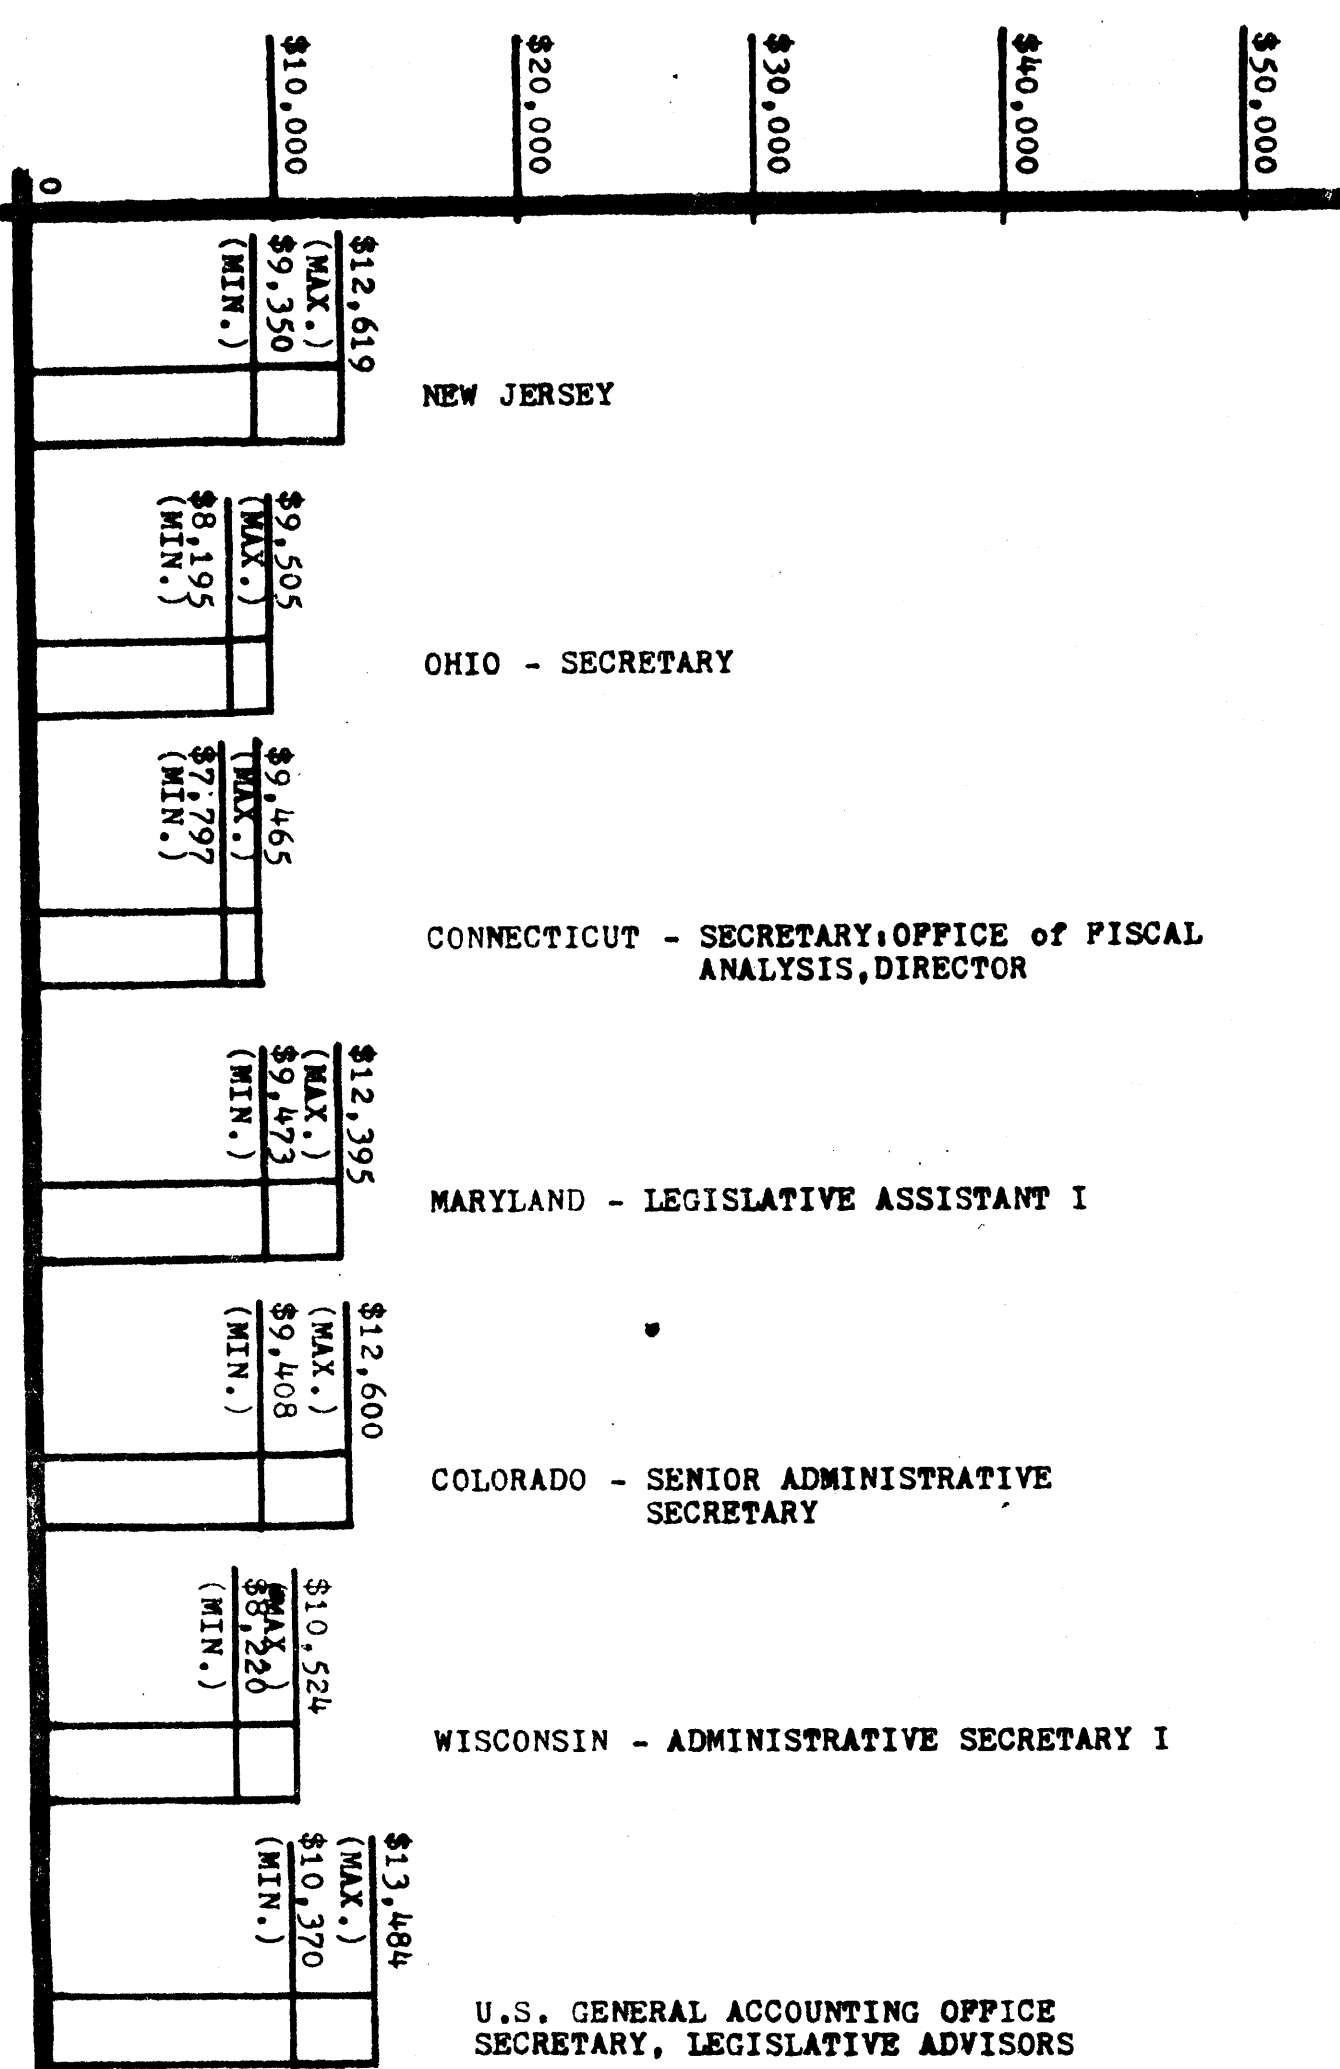 $10,000
$20,000
$30,000
$40,000
$50,000
0
$12,619
(MAX.)
$9,350
(MIN.)
NEW JERSEY
$9,505
(MAX.)
$8,195
(MIN.)
OHIO - SECRETARY
$9,465
(MAX.)
$7,797
(MIN.)
CONNECTICUT - SECRETARY:OFFICE of FISCAL
ANALYSIS,DIRECTOR
$12,395
(MAX.)
$9,473
(MIN.)
MARYLAND - LEGISLATIVE ASSISTANT I
$12,600
(MAX.)
$9,408
(MIN.)
COLORADO - SENIOR ADMINISTRATIVE
SECRETARY
$10,524
(MAX.)
$8,220
(MIN.)
WISCONSIN - ADMINISTRATIVE SECRETARY I
$13,484
(MAX.)
$10,370
(MIN.)
U.S. GENERAL ACCOUNTING OFFICE
SECRETARY, LEGISLATIVE ADVISORS